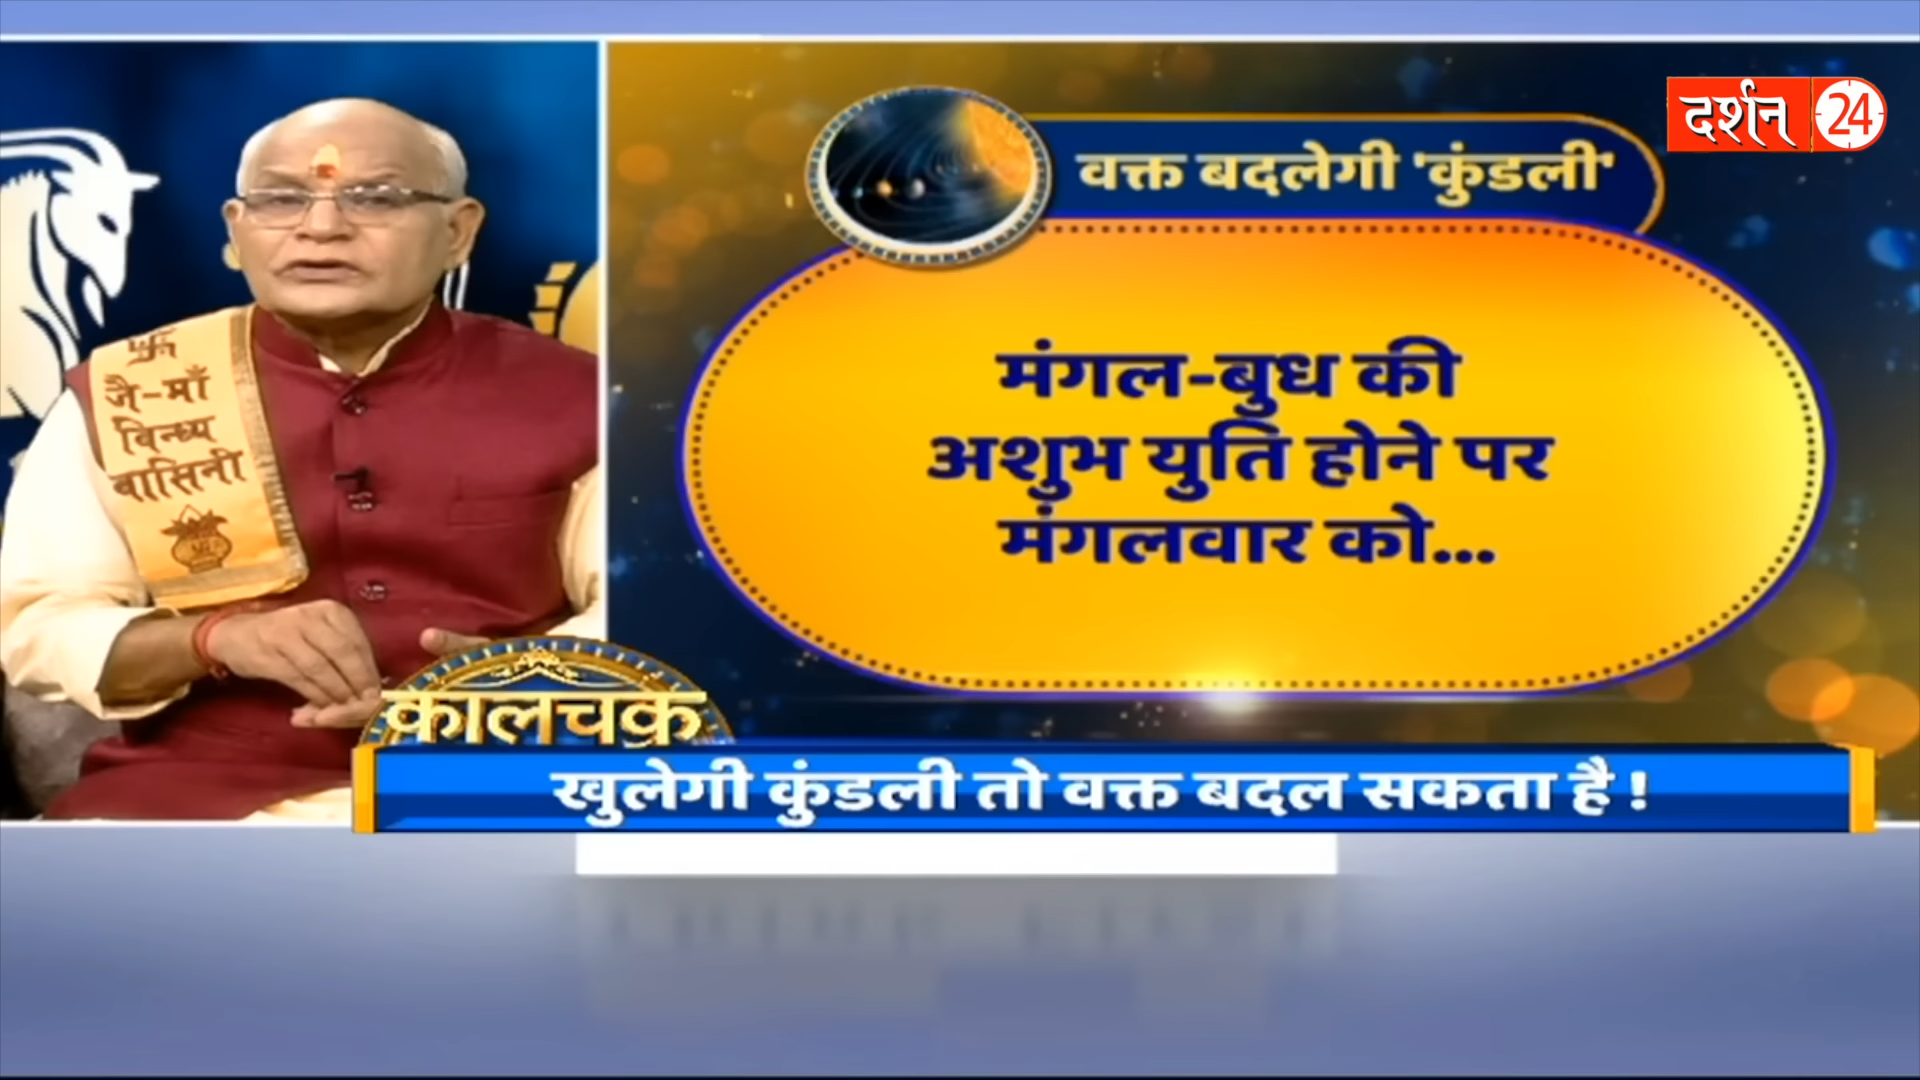 दर्शन 24
वक्त बदलेगी 'कुंडली'
मंगल-बुध की
अशुभ युति होने पर
मंगलवार को...
जै-माँ
विन्ध्य
वासिनी
कालचक्र
खुलेगी कुंडली तो वक्त बदल सकता है !